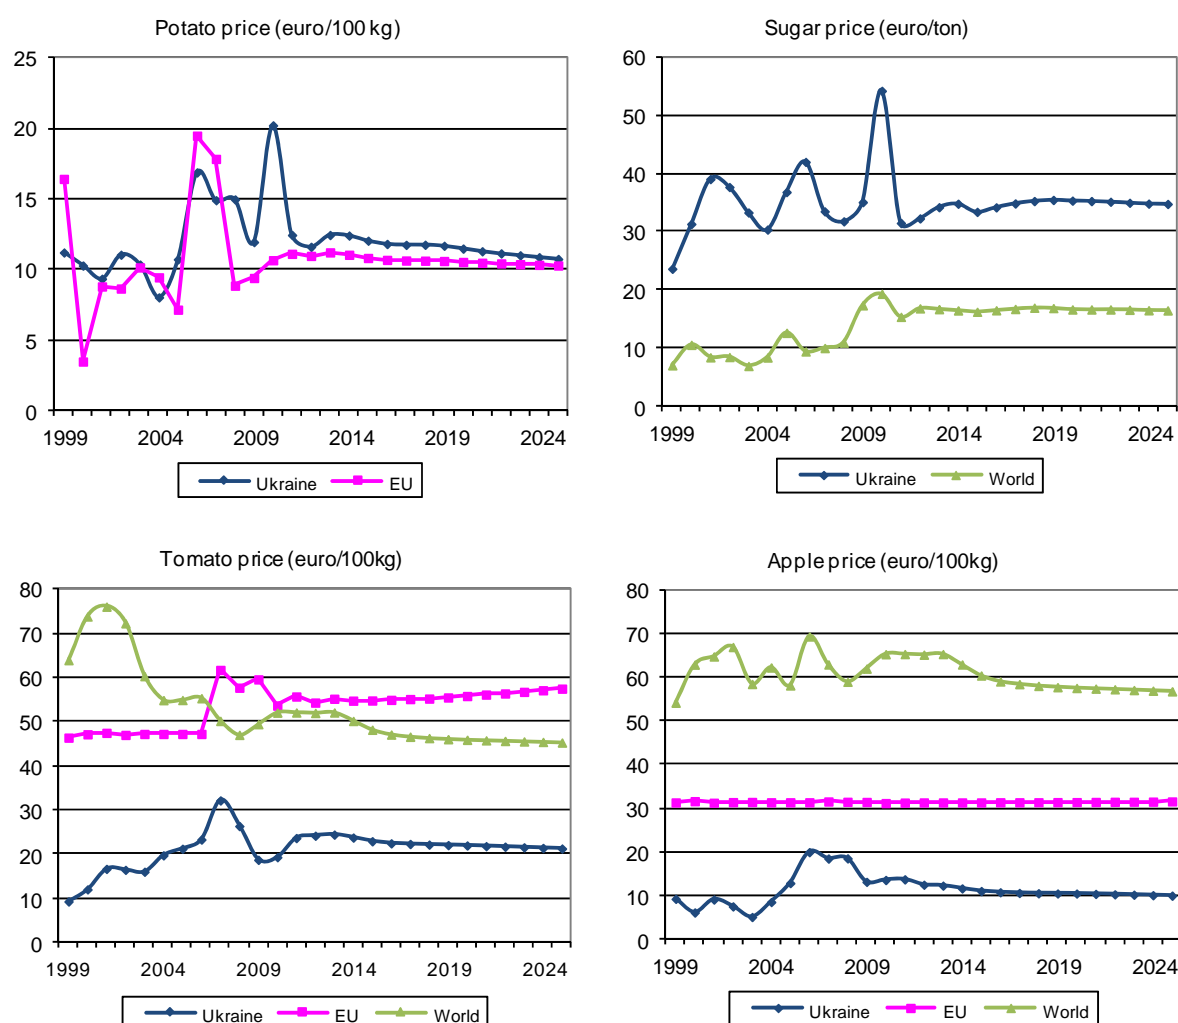 Potato price (euro/100 kg)
25
20
15
10
5
0
1999 2004 2009 2014 2019 2024
Ukraine EU
Sugar price (euro/ton)
60
50
40
30
20
10
0
1999 2004 2009 2014 2019 2024
Ukraine World
Tomato price (euro/100kg)
80
70
60
50
40
30
20
10
0
1999 2004 2009 2014 2019 2024
Ukraine EU World
Apple price (euro/100kg)
80
70
60
50
40
30
20
10
0
1999 2004 2009 2014 2019 2024
Ukraine EU World